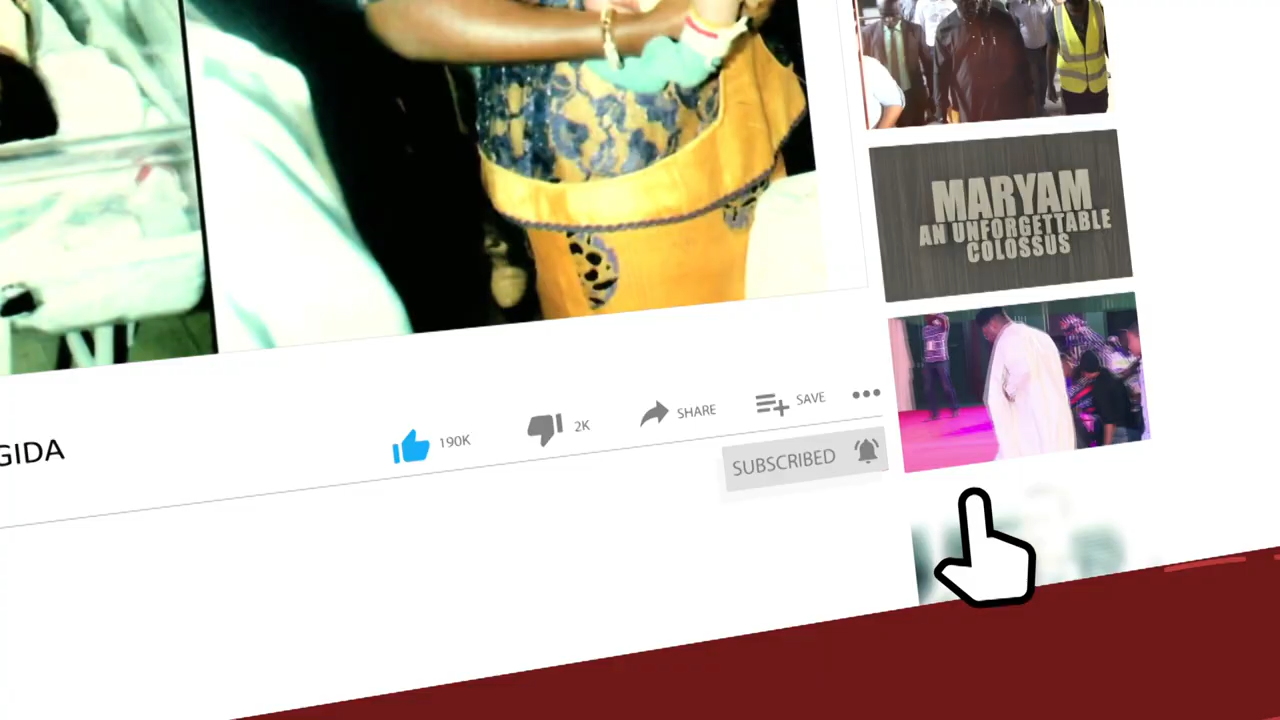 MARYAM
AN UNFORGETTABLE
COLOSSUS
GIDA
190K
2K
SHARE
SAVE
SUBSCRIBED